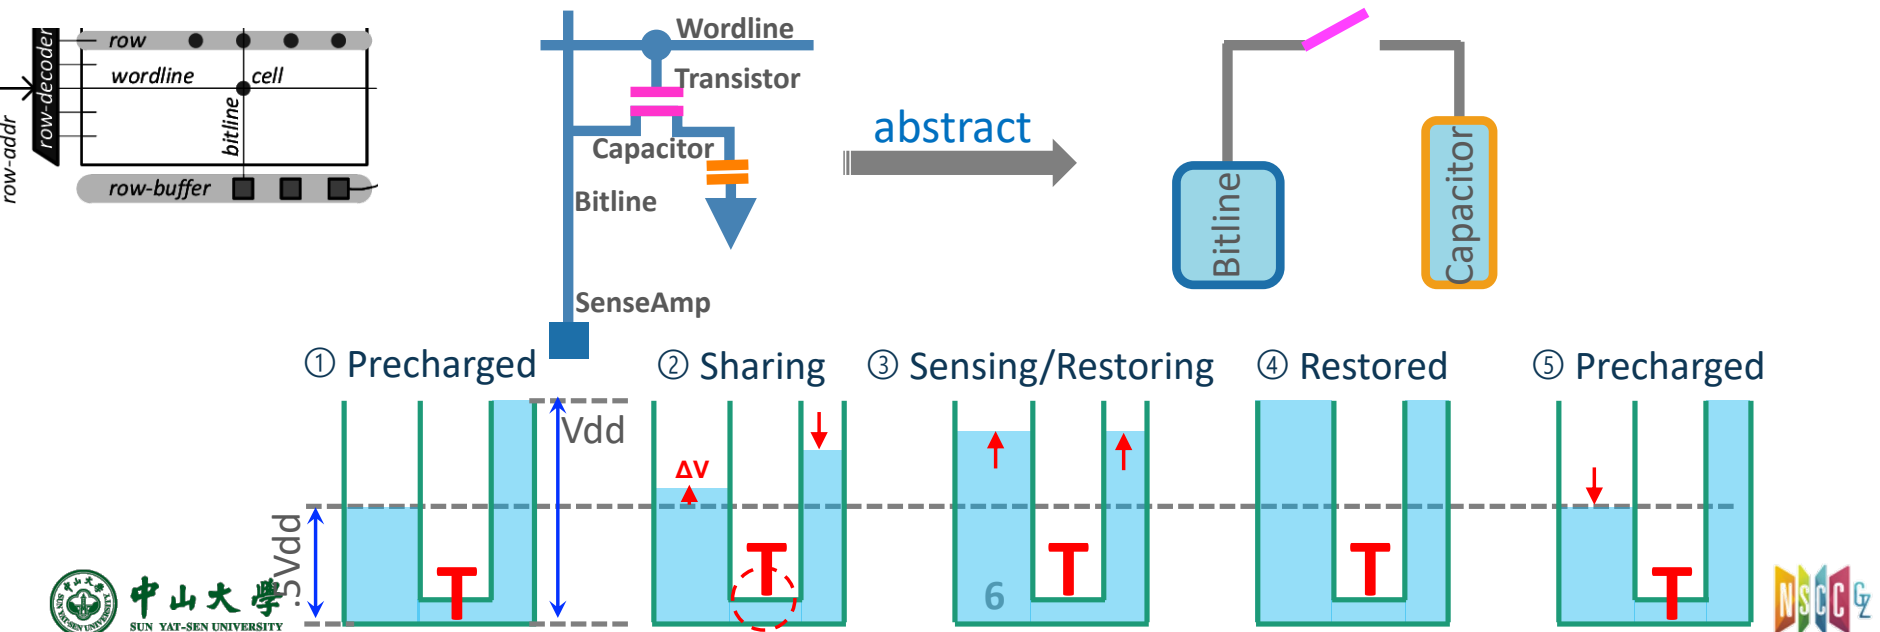 row
wordline
cell
bitline
row-decoder
row-addr
row-buffer
Wordline
Transistor
Capacitor
Bitline
SenseAmp
abstract
Bitline
Capacitor
① Precharged
② Sharing
③ Sensing/Restoring
④ Restored
⑤ Precharged
Vdd
.5Vdd
T
ΔV
T
T
6
T
T
中山大學
SUN YAT-SEN UNIVERSITY
NSCC GZ